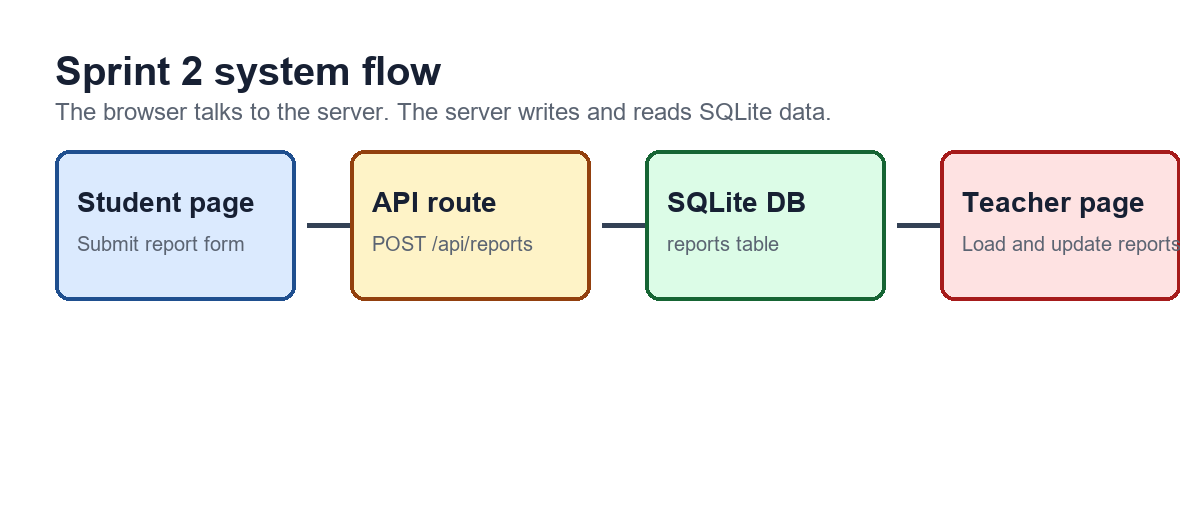 Sprint 2 system flow
The browser talks to the server. The server writes and reads SQLite data.
Student page
Submit report form
API route
POST /api/reports
SQLite DB
reports table
Teacher page
Load and update reports